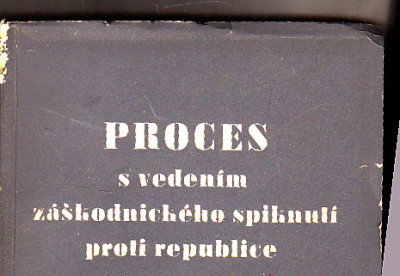 PROCES
s vedením
záškodnického spiknutí
proti republice